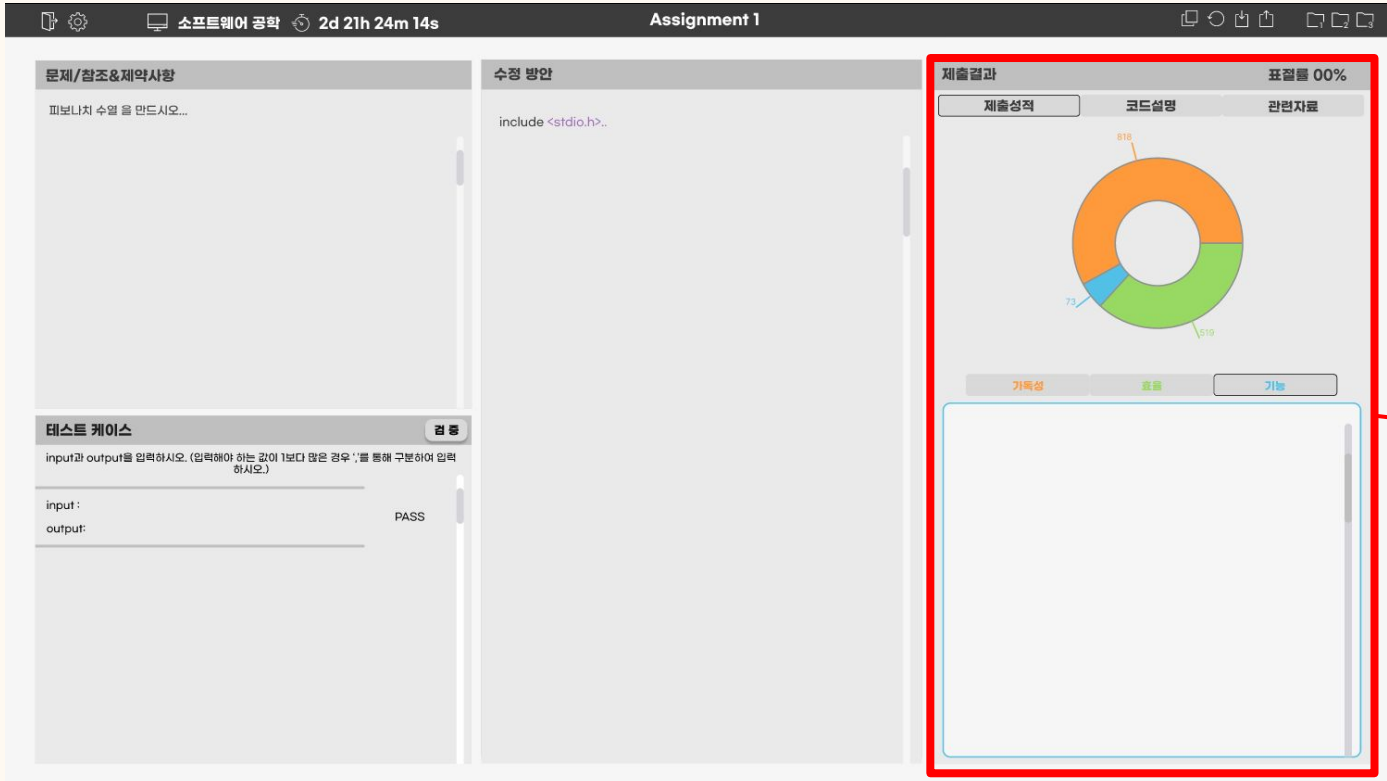 소프트웨어 공학 2d 21h 24m 14s
Assignment 1
1 2 3
문제/참조&제약사항
피보나치 수열 을 만드시오...
테스트 케이스
검증
input과 output을 입력하시오. (입력해야 하는 값이 1보다 많은 경우 ','를 통해 구분하여 입력
하시오.)
input :
output:
PASS
수정 방안
include <stdio.h>..
제출결과
표절률 00%
제출성적
코드설명
관련자료
818
73
519
가독성
효율
기능